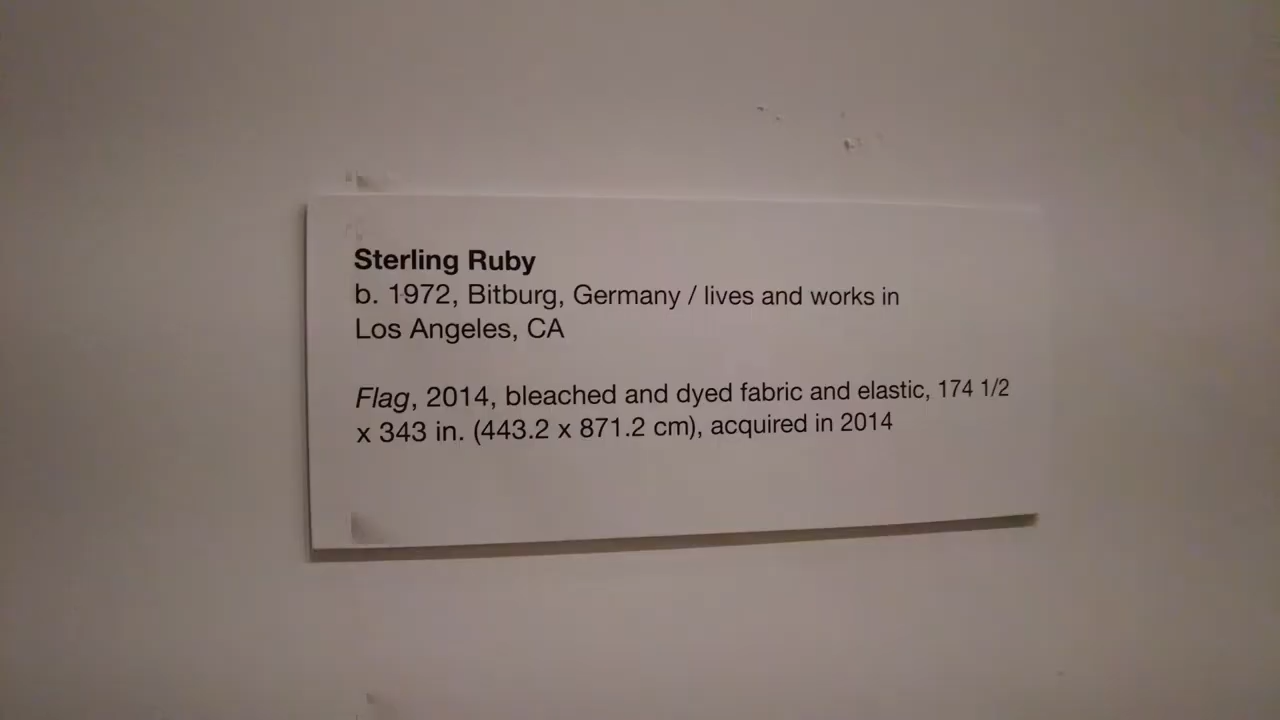 Sterling Ruby
b. 1972, Bitburg, Germany / lives and works in
Los Angeles, CA
Flag, 2014, bleached and dyed fabric and elastic, 174 1/2
x 343 in. (443.2 x 871.2 cm), acquired in 2014